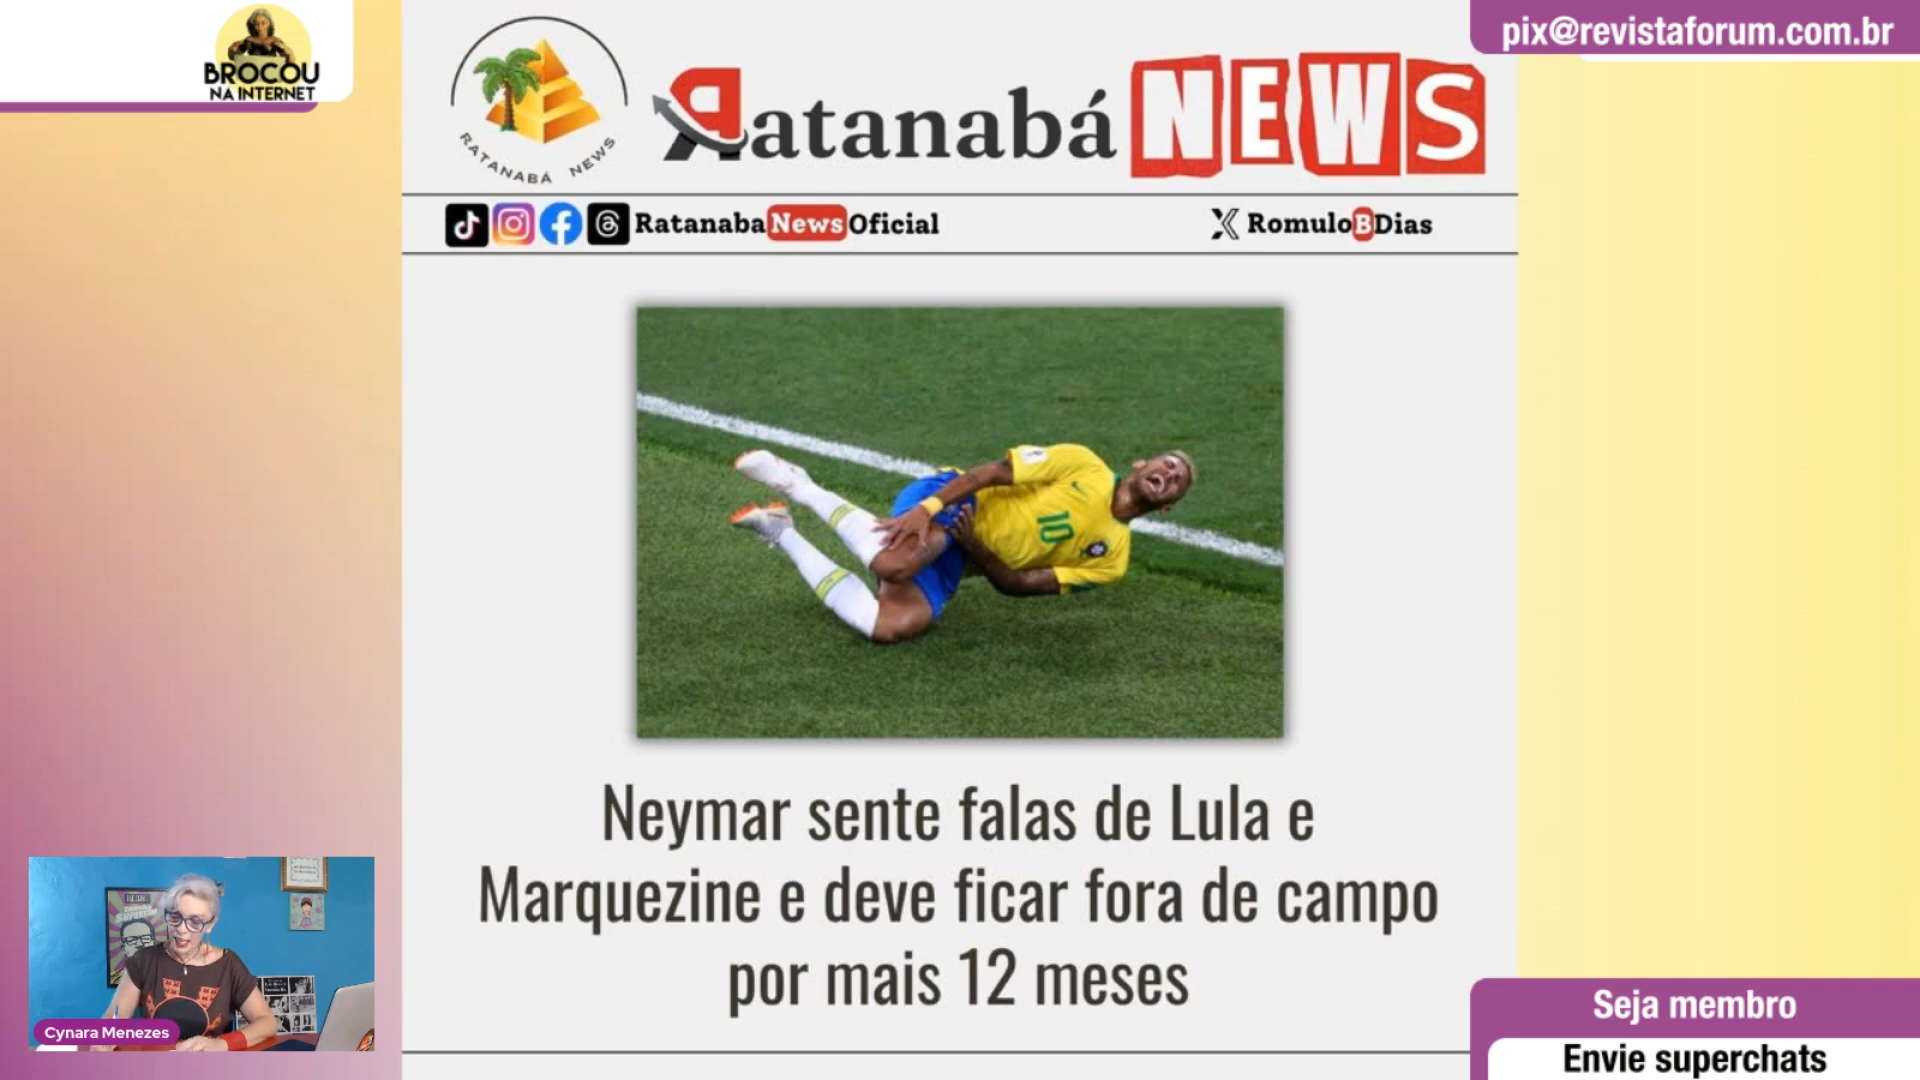 BROCOU
NA INTERNET
pix@revistaforum.com.br
RATANABÁ NEWS
Ratanabá NEWS
RatanabaNewsOficial
X RomuloBDias
10
Neymar sente falas de Lula e
Marquezine e deve ficar fora de campo
por mais 12 meses
Cynara Menezes
Seja membro
Envie superchats